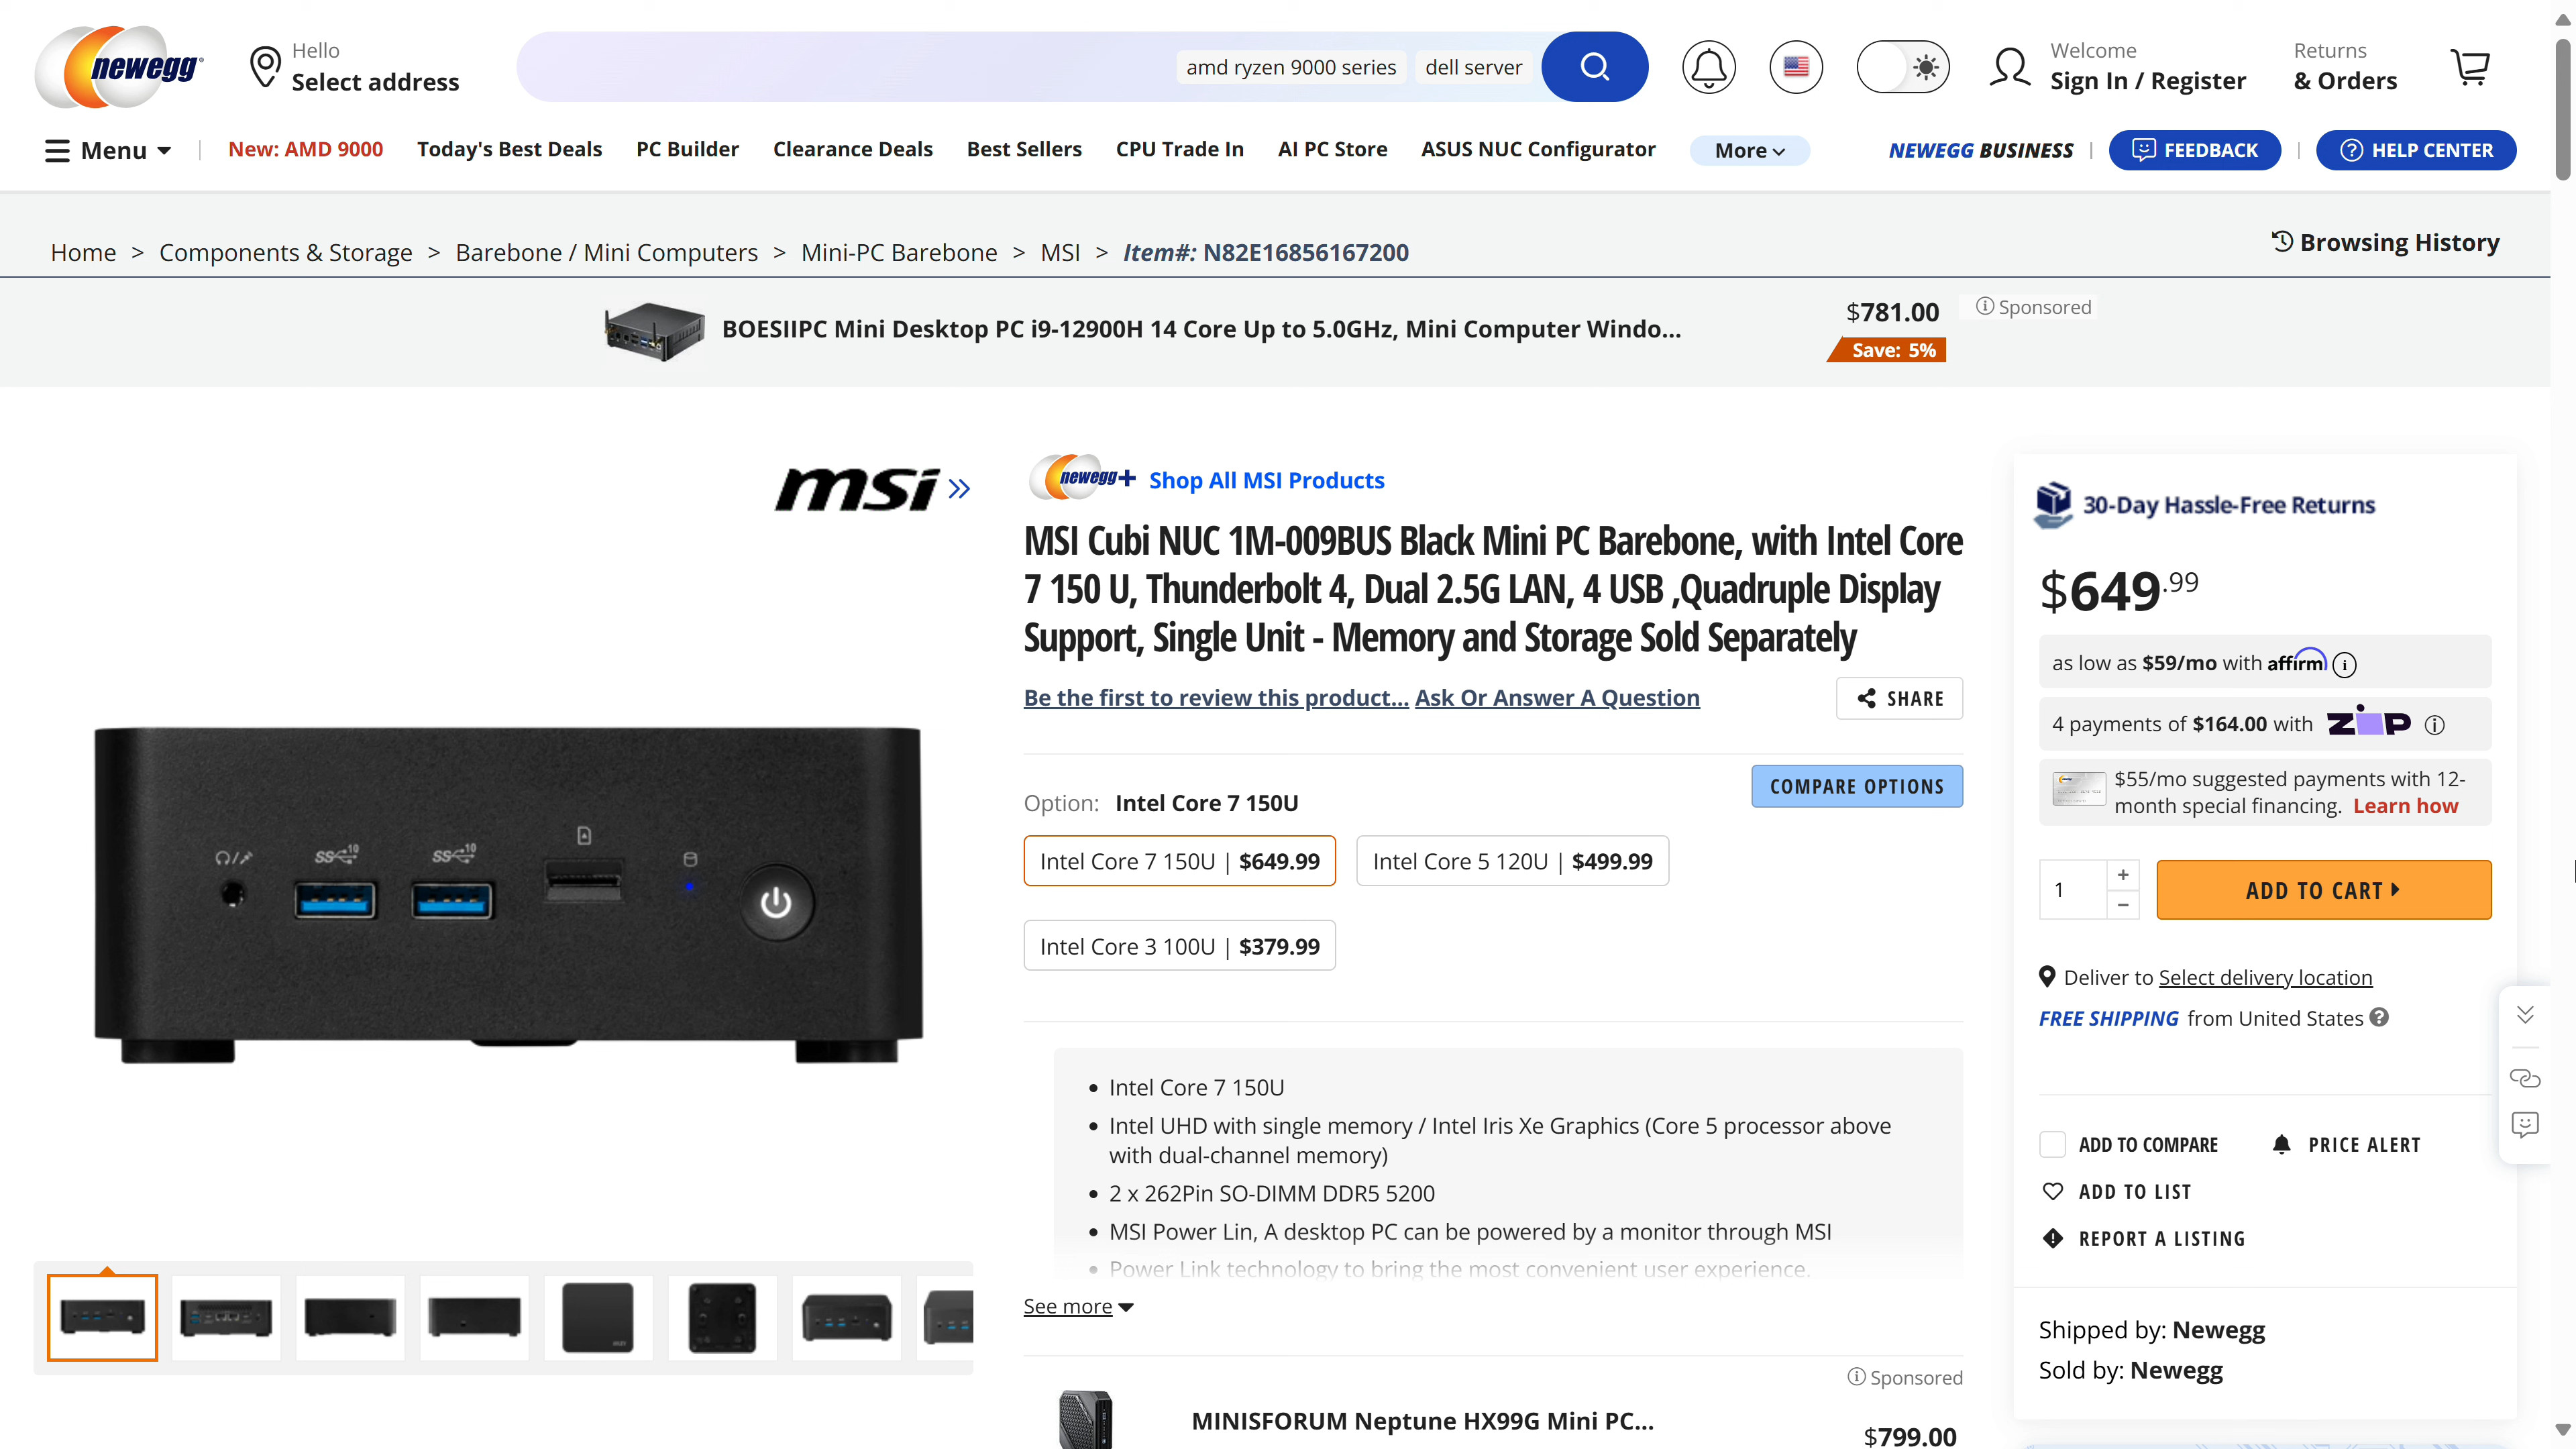 newegg
Hello
Select address
amd ryzen 9000 series
dell server
Welcome
Sign In / Register
Returns
& Orders
Menu
New: AMD 9000
Today's Best Deals
PC Builder
Clearance Deals
Best Sellers
CPU Trade In
AI PC Store
ASUS NUC Configurator
More
NEWEGG BUSINESS
FEEDBACK
HELP CENTER
Home > Components & Storage > Barebone / Mini Computers > Mini-PC Barebone > MSI > Item#: N82E16856167200
Browsing History
BOESIIPC Mini Desktop PC i9-12900H 14 Core Up to 5.0GHz, Mini Computer Windo...
$781.00
Save: 5%
Sponsored
msi
newegg+
Shop All MSI Products
MSI Cubi NUC 1M-009BUS Black Mini PC Barebone, with Intel Core
7 150 U, Thunderbolt 4, Dual 2.5G LAN, 4 USB ,Quadruple Display
Support, Single Unit - Memory and Storage Sold Separately
Be the first to review this product... Ask Or Answer A Question
SHARE
Option: Intel Core 7 150U
COMPARE OPTIONS
Intel Core 7 150U | $649.99
Intel Core 5 120U | $499.99
Intel Core 3 100U | $379.99
SS 10
SS 10
Intel Core 7 150U
Intel UHD with single memory / Intel Iris Xe Graphics (Core 5 processor above
with dual-channel memory)
2 x 262Pin SO-DIMM DDR5 5200
MSI Power Lin, A desktop PC can be powered by a monitor through MSI
Power Link technology to bring the most convenient user experience.
See more
Sponsored
MINISFORUM Neptune HX99G Mini PC...
$799.00
30-Day Hassle-Free Returns
$649.99
as low as $59/mo with affirm
4 payments of $164.00 with ZIP
$55/mo suggested payments with 12-
month special financing. Learn how
1
+
−
ADD TO CART
Deliver to Select delivery location
FREE SHIPPING from United States
ADD TO COMPARE
PRICE ALERT
ADD TO LIST
REPORT A LISTING
Shipped by: Newegg
Sold by: Newegg